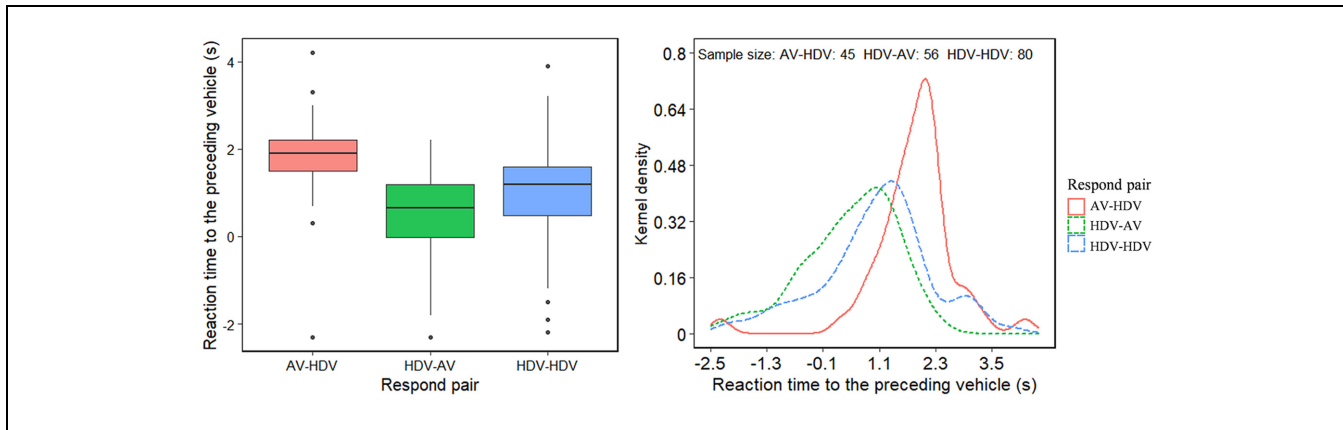 Reaction time to the preceding vehicle (s)
4
2
0
-2
AV-HDV HDV-AV HDV-HDV
Respond pair
Sample size: AV-HDV: 45 HDV-AV: 56 HDV-HDV: 80
Kernel density
0.8
0.64
0.48
0.32
0.16
0
-2.5 -1.3 -0.1 1.1 2.3 3.5
Reaction time to the preceding vehicle (s)
Respond pair
AV-HDV
HDV-AV
HDV-HDV